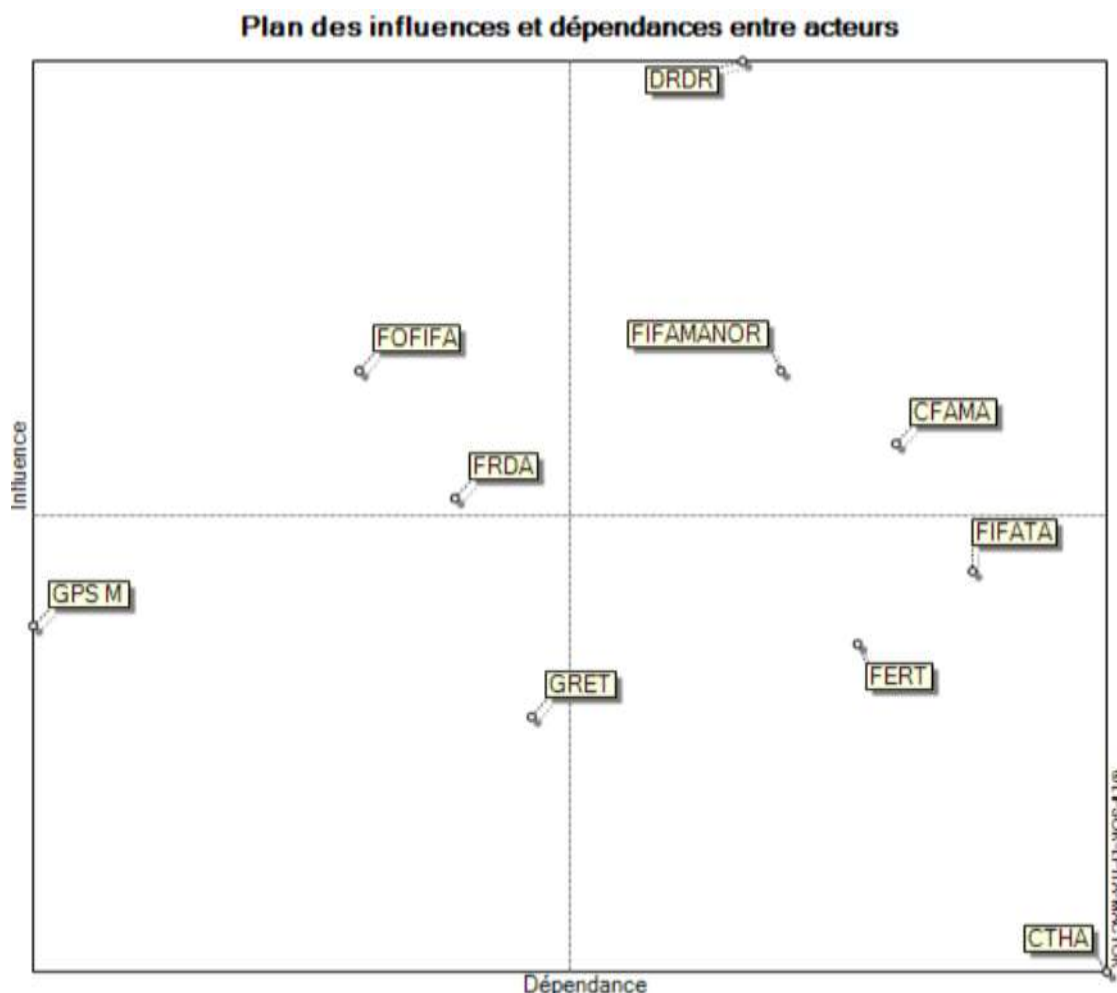 Plan des influences et dépendances entre acteurs
DRDR
FOFIFA
FIFAMANOR
CFAMA
Influence
FRDA
FIFATA
GPS M
FERT
GRET
CTHA
Dépendance